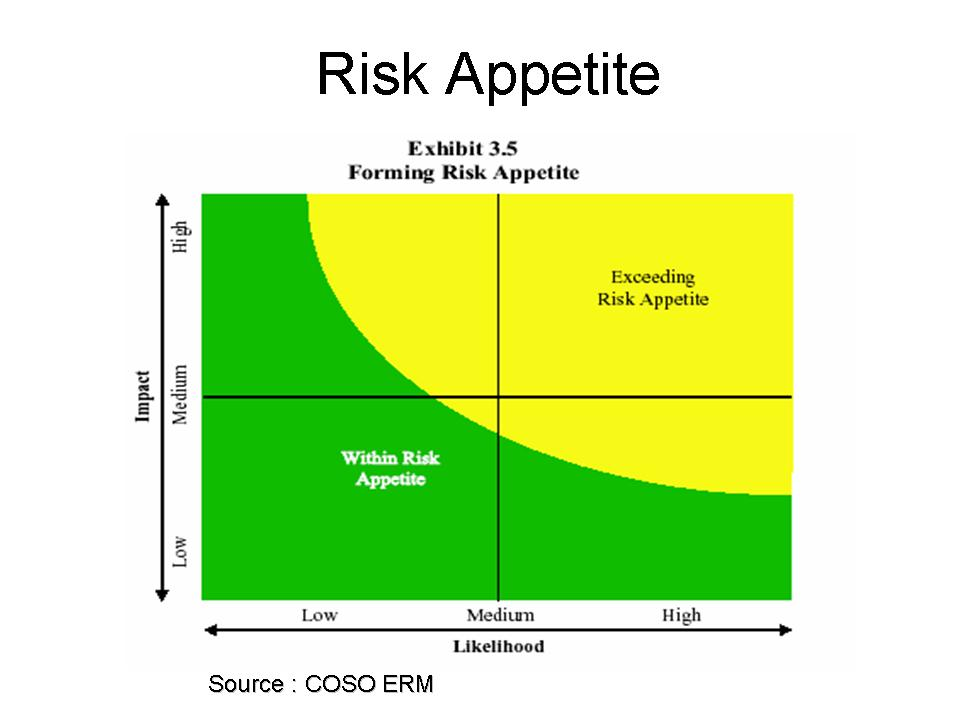 Risk Appetite
Exhibit 3.5
Forming Risk Appetite
High
Exceeding
Risk Appetite
Impact
Medium
Within Risk
Appetite
Low
Low Medium High
Likelihood
Source : COSO ERM